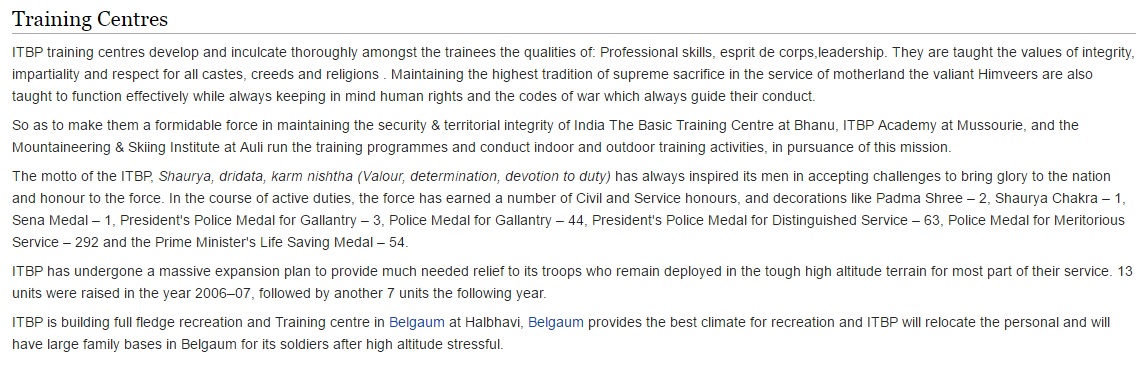 Training Centres
ITBP training centres develop and inculcate thoroughly amongst the trainees the qualities of: Professional skills, esprit de corps,leadership. They are taught the values of integrity,
impartiality and respect for all castes, creeds and religions . Maintaining the highest tradition of supreme sacrifice in the service of motherland the valiant Himveers are also
taught to function effectively while always keeping in mind human rights and the codes of war which always guide their conduct.
So as to make them a formidable force in maintaining the security & territorial integrity of India The Basic Training Centre at Bhanu, ITBP Academy at Mussourie, and the
Mountaineering & Skiing Institute at Auli run the training programmes and conduct indoor and outdoor training activities, in pursuance of this mission.
The motto of the ITBP, Shaurya, dridata, karm nishtha (Valour, determination, devotion to duty) has always inspired its men in accepting challenges to bring glory to the nation
and honour to the force. In the course of active duties, the force has earned a number of Civil and Service honours, and decorations like Padma Shree – 2, Shaurya Chakra – 1,
Sena Medal – 1, President's Police Medal for Gallantry – 3, Police Medal for Gallantry – 44, President's Police Medal for Distinguished Service – 63, Police Medal for Meritorious
Service – 292 and the Prime Minister's Life Saving Medal – 54.
ITBP has undergone a massive expansion plan to provide much needed relief to its troops who remain deployed in the tough high altitude terrain for most part of their service. 13
units were raised in the year 2006–07, followed by another 7 units the following year.
ITBP is building full fledge recreation and Training centre in Belgaum at Halbhavi, Belgaum provides the best climate for recreation and ITBP will relocate the personal and will
have large family bases in Belgaum for its soldiers after high altitude stressful.